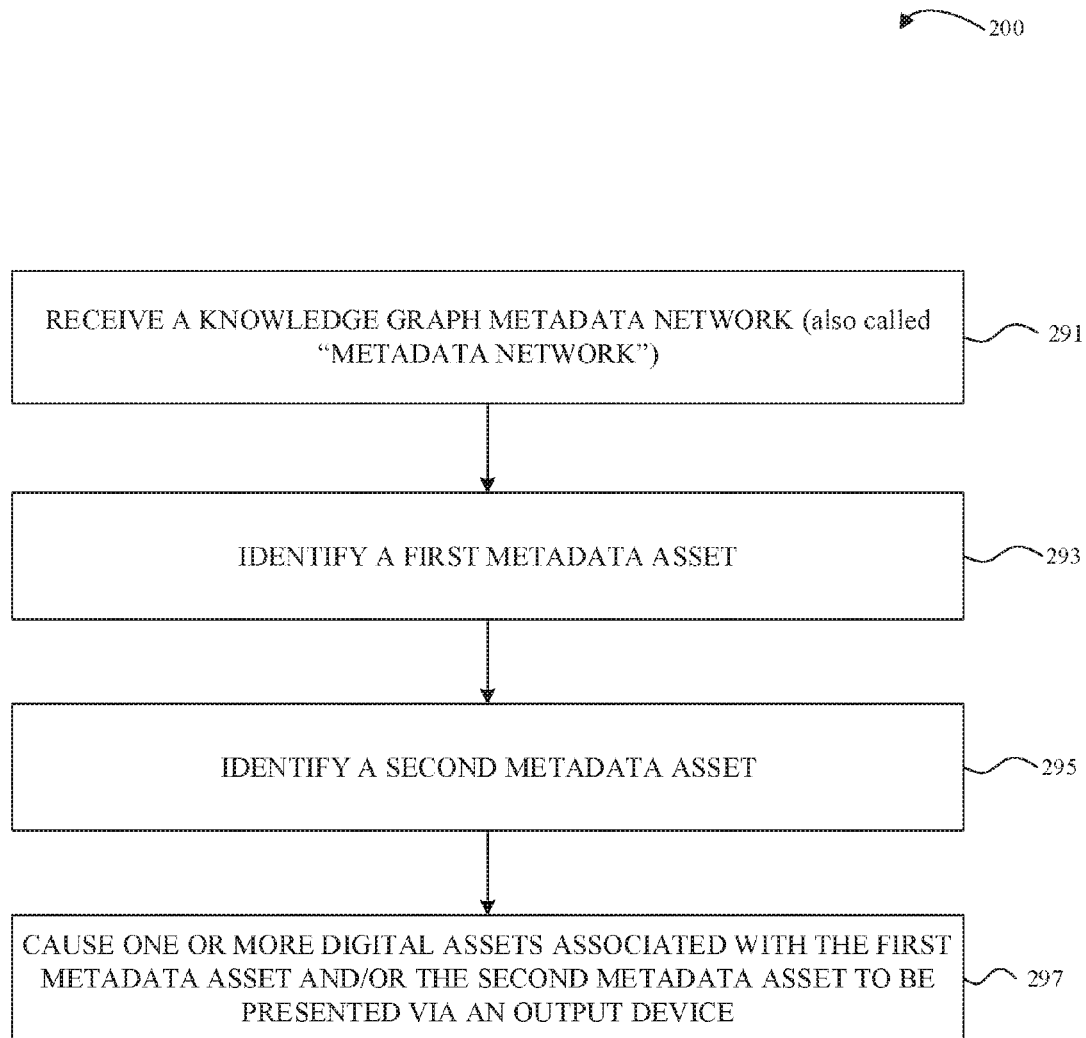 200
RECEIVE A KNOWLEDGE GRAPH METADATA NETWORK (also called
“METADATA NETWORK”)
291
IDENTIFY A FIRST METADATA ASSET
293
IDENTIFY A SECOND METADATA ASSET
295
CAUSE ONE OR MORE DIGITAL ASSETS ASSOCIATED WITH THE FIRST
METADATA ASSET AND/OR THE SECOND METADATA ASSET TO BE
PRESENTED VIA AN OUTPUT DEVICE
297